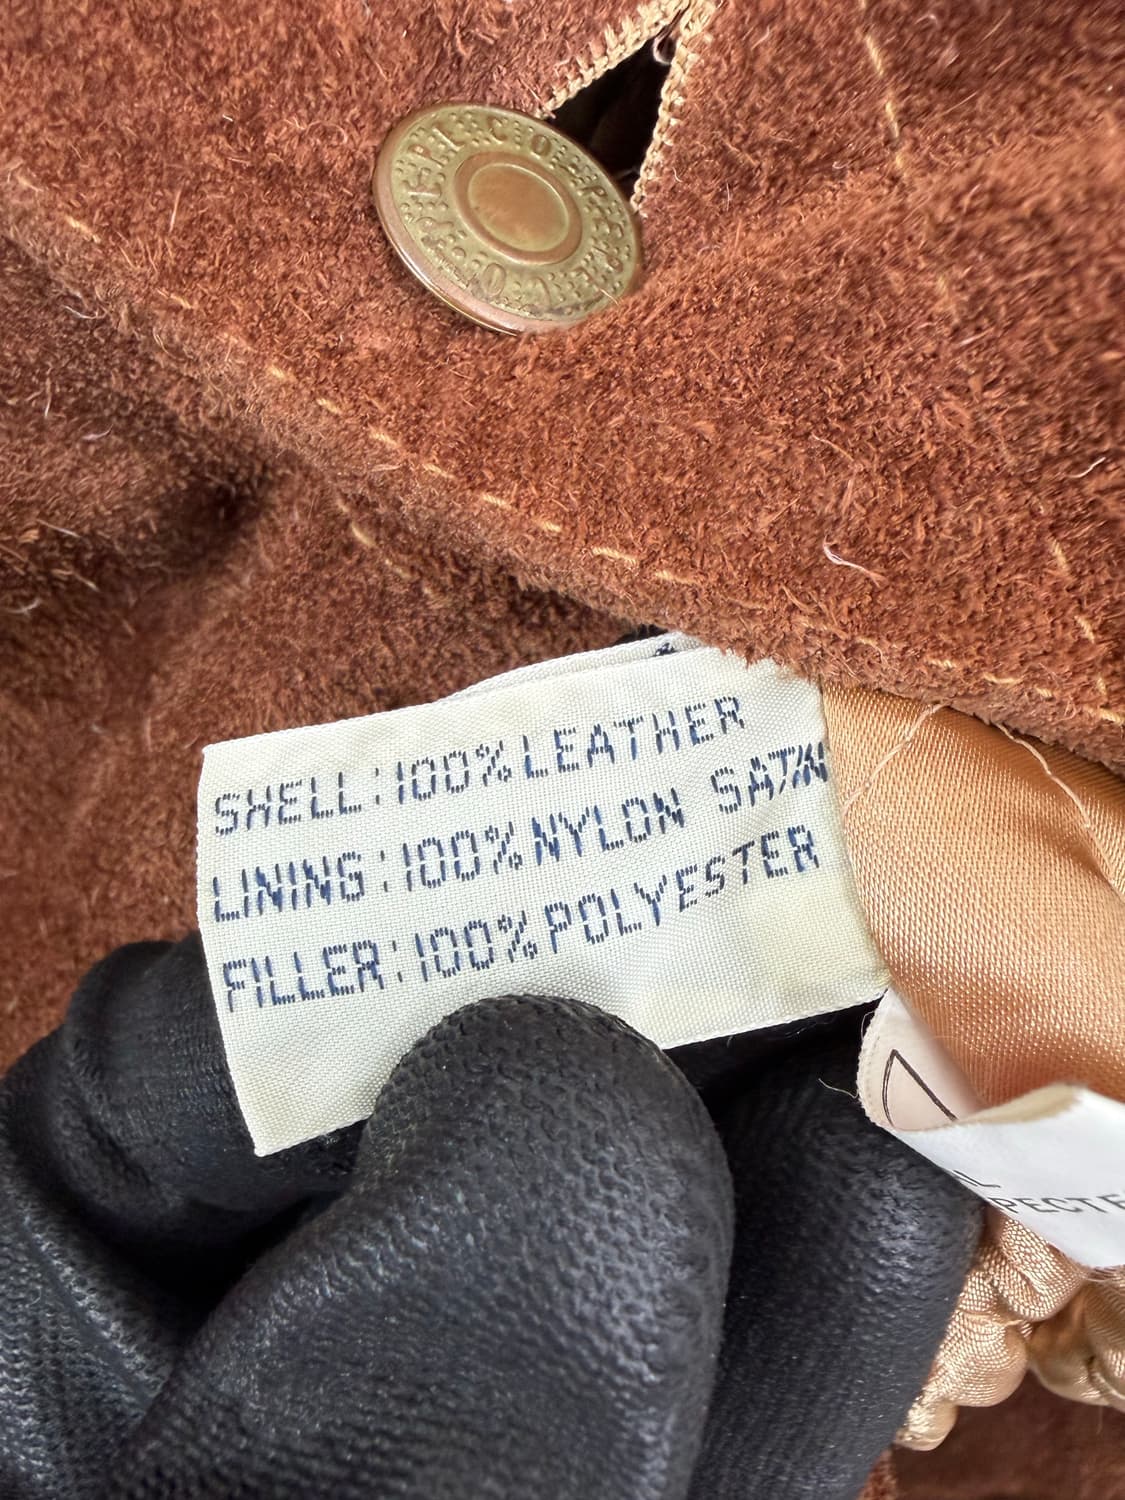 SHELL:100% LEATHER
LINING:100% NYLON SATIN
FILLER:100% POLYESTER